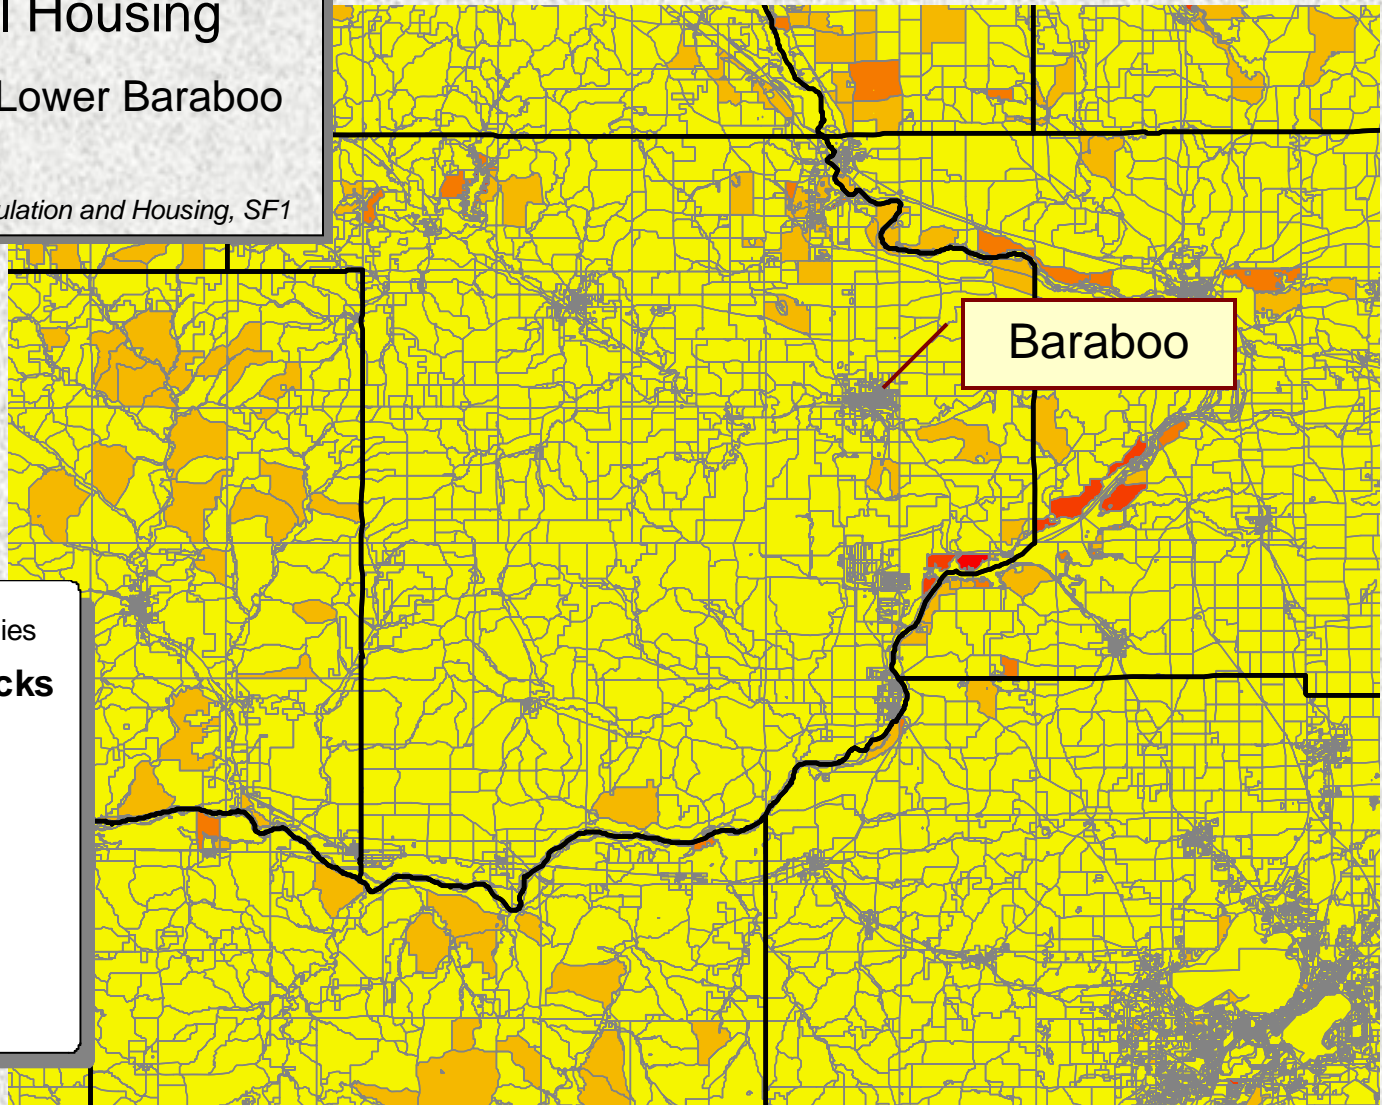 Housing
Lower Baraboo
ulation and Housing, SF1
Baraboo
ies
cks